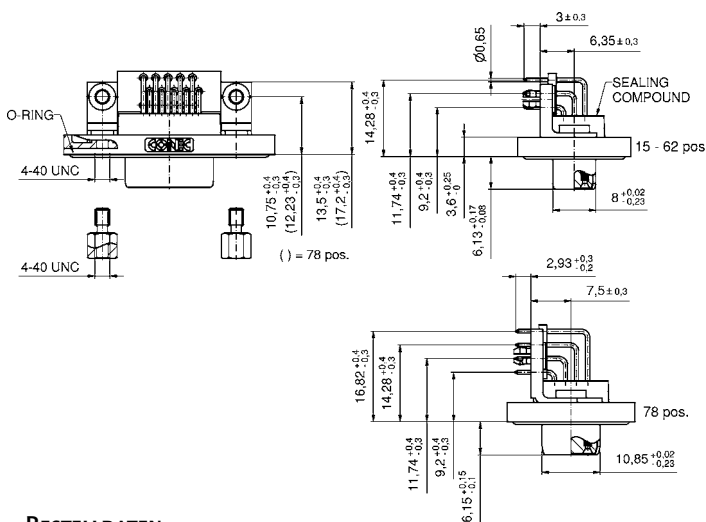 3±0,3
6,35±0,3
Ø0,65
SEALING
COMPOUND
O-RING
CONEC
4-40 UNC
14,28 +0,4 -0,3
11,74 +0,4 -0,3
9,2 +0,4 -0,3
3,6 +0,25 0
6,13 +0,17 -0,08
15 - 62 pos
8 +0,02 -0,23
10,75 +0,4 -0,3
(12,23 +0,4 -0,3)
13,5 +0,4 -0,3
(17,2 +0,4 -0,3)
( ) = 78 pos.
4-40 UNC
2,93 +0,3 -0,2
7,5±0,3
16,82 +0,4 -0,3
14,28 +0,4 -0,3
11,74 +0,4 -0,3
9,2 +0,4 -0,3
6,15 +0,15 -0,1
78 pos.
10,85 +0,02 -0,23